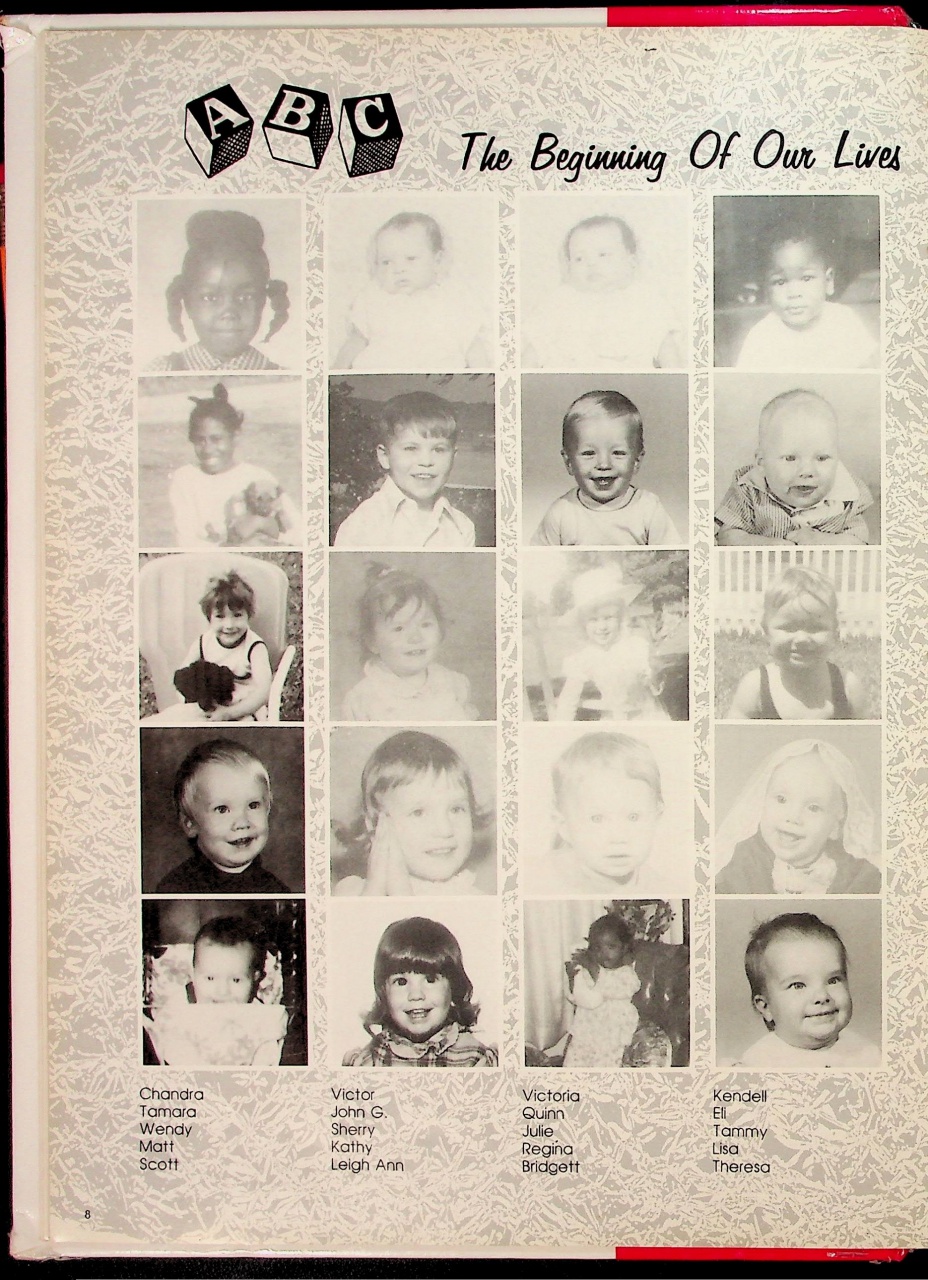 A B C
The Beginning Of Our Lives
Chandra
Tamara
Wendy
Matt
Scott
Victor
John G.
Sherry
Kathy
Leigh Ann
Victoria
Quinn
Julie
Regina
Bridgett
Kendell
Eli
Tammy
Lisa
Theresa
8